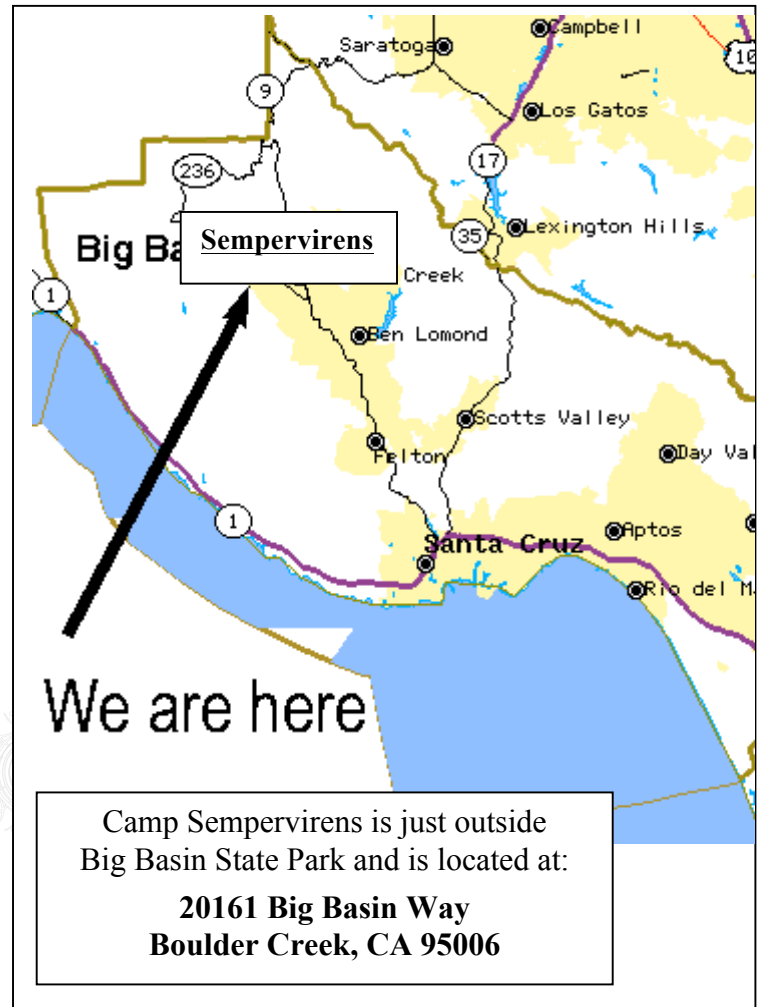 Campbell
Saratoga
10
9
Los Gatos
17
236
Sempervirens
Big Ba
35
Lexington Hills
1
Creek
Ben Lomond
Scotts Valley
Felton
Day Val
1
Aptos
Santa Cruz
Rio del M
We are here
Camp Sempervirens is just outside
Big Basin State Park and is located at:
20161 Big Basin Way
Boulder Creek, CA 95006